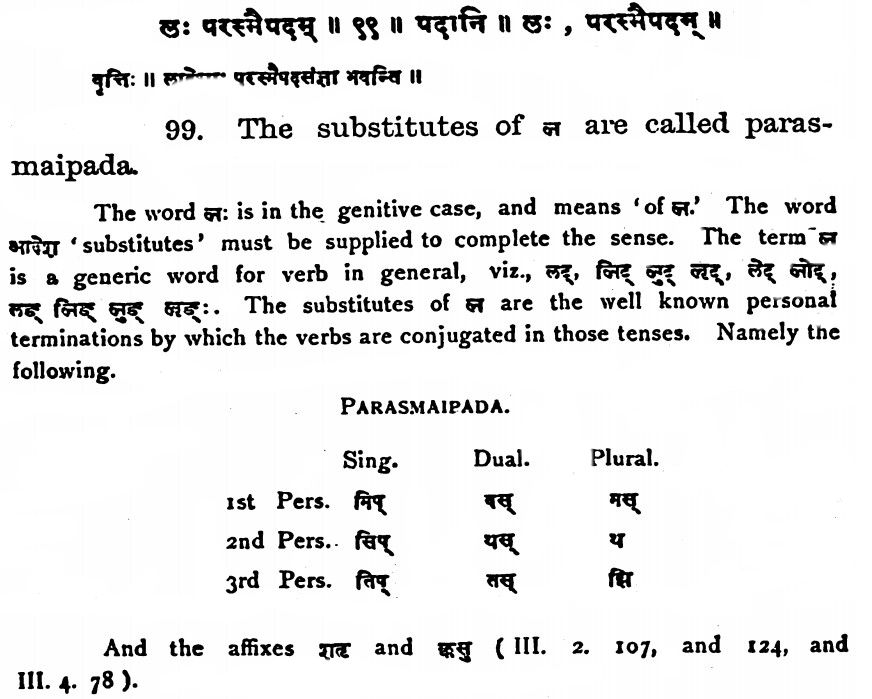 लः परस्मैपदम् ॥ ९९ ॥ पदानि ॥ लः , परस्मैपदम् ॥
वृत्तिः ॥ परस्मैपदसंज्ञा भवन्ति ॥
99. The substitutes of ल are called paras-
maipada.
The word लः is in the genitive case, and means ‘of ल.’ The word
आदेश ‘substitutes’ must be supplied to complete the sense. The term ल
is a generic word for verb in general, viz., लट्, लिट् लुट् लृट्, लेट् लोट्,
लङ् लिङ् लुङ् लृङ्:. The substitutes of ल are the well known personal
terminations by which the verbs are conjugated in those tenses. Namely the
following.
PARASMAIPADA.
Sing. Dual. Plural.
1st Pers. मिप् वस् मस्
2nd Pers. सिप् थस् थ
3rd Pers. तिप् तस् झि
And the affixes शतृ and क्वसु ( III. 2. 107, and 124, and
III. 4. 78 ).